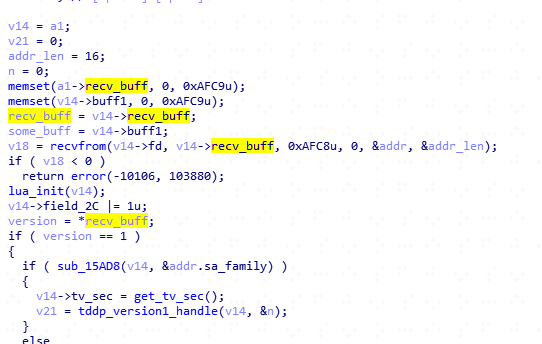 v14 = a1;
v21 = 0;
addr_len = 16;
n = 0;
memset(a1->recv_buff, 0, 0xAFC9u);
memset(v14->buff1, 0, 0xAFC9u);
recv_buff = v14->recv_buff;
some_buff = v14->buff1;
v18 = recvfrom(v14->fd, v14->recv_buff, 0xAFC8u, 0, &addr, &addr_len);
if ( v18 < 0 )
  return error(-10106, 103880);
lua_init(v14);
v14->field_2C |= 1u;
version = *recv_buff;
if ( version == 1 )
{
  if ( sub_15AD8(v14, &addr.sa_family) )
  {
    v14->tv_sec = get_tv_sec();
    v21 = tddp_version1_handle(v14, &n);
  }
  else